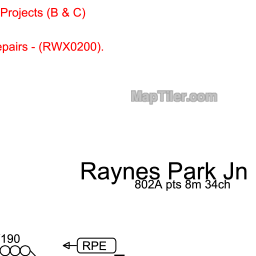 Projects (B & C)
epairs - (RWX0200).
MapTiler.com
Raynes Park Jn
802A pts 8m 34ch
190
RPE